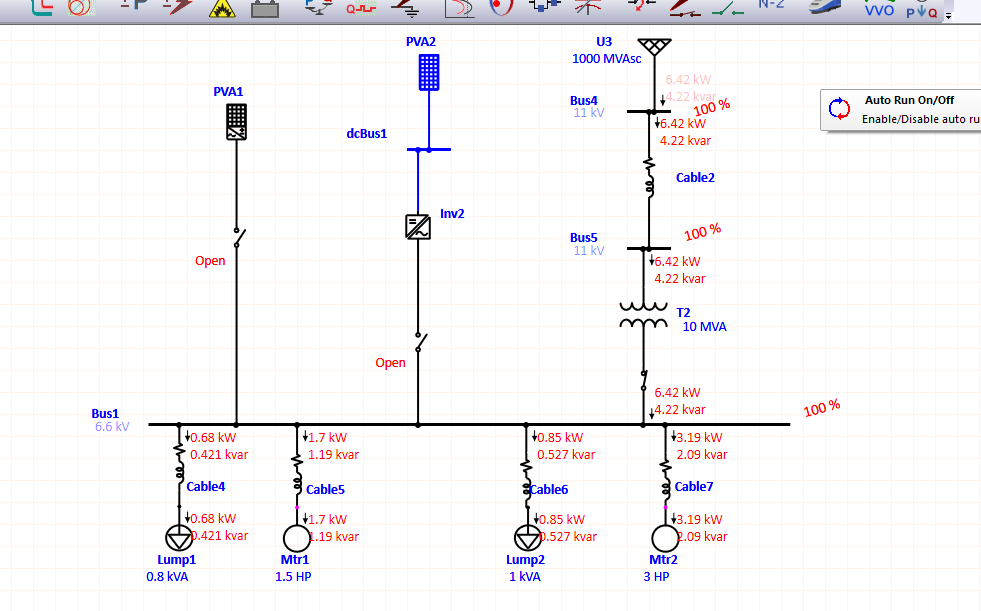 P
Q
N-2
VVO
P Q
PVA2
U3
1000 MVAsc
6.42 kW
4.22 kvar
PVA1
Bus4
11 kV
100 %
6.42 kW
4.22 kvar
Auto Run On/Off
Enable/Disable auto ru
dcBus1
Cable2
Inv2
Bus5
11 kV
100 %
Open
6.42 kW
4.22 kvar
T2
10 MVA
Open
6.42 kW
4.22 kvar
Bus1
6.6 kV
100 %
0.68 kW
0.421 kvar
1.7 kW
1.19 kvar
0.85 kW
0.527 kvar
3.19 kW
2.09 kvar
Cable4
Cable5
Cable6
Cable7
0.68 kW
0.421 kvar
1.7 kW
1.19 kvar
0.85 kW
0.527 kvar
3.19 kW
2.09 kvar
Lump1
0.8 kVA
Mtr1
1.5 HP
Lump2
1 kVA
Mtr2
3 HP